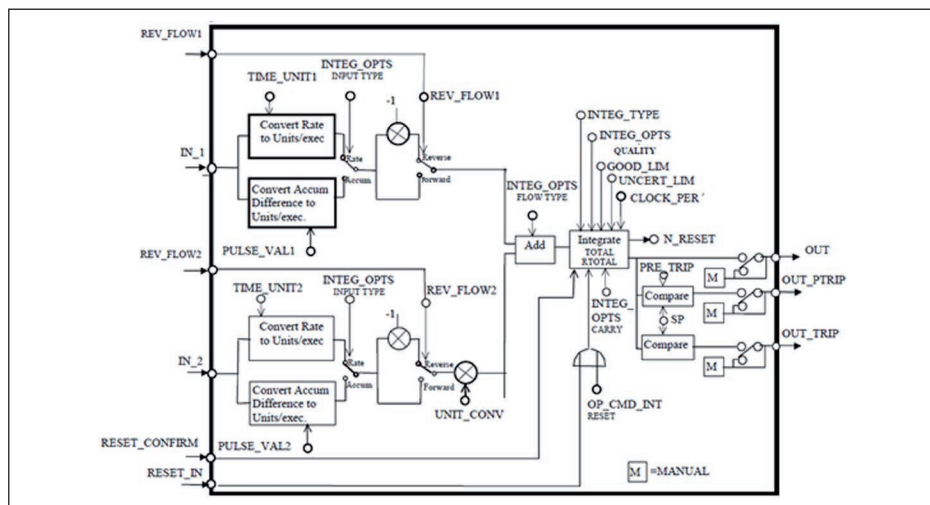 REV_FLOW1
TIME_UNIT1
INTEG_OPTS
INPUT TYPE
REV_FLOW1
-1
Convert Rate
to Units/exec
IN_1
Rate
Accum
Reverse
Forward
Convert Accum
Difference to
Units/exec.
PULSE_VAL1
INTEG_TYPE
INTEG_OPTS
QUALITY
GOOD_LIM
UNCERT_LIM
CLOCK_PER
INTEG_OPTS
FLOW TYPE
Add
Integrate
TOTAL
RTOTAL
N_RESET
OUT
REV_FLOW2
TIME_UNIT2
INTEG_OPTS
INPUT TYPE
REV_FLOW2
PRE_TRIP
M
OUT_PTRIP
Compare
M
SP
INTEG_
OPTS
CARRY
OUT_TRIP
Compare
M
-1
Convert Rate
to Units/exec
IN_2
Rate
Accum
Reverse
Forward
Convert Accum
Difference to
Units/exec.
UNIT_CONV
OP_CMD_INT
RESET
PULSE_VAL2
RESET_CONFIRM
RESET_IN
M =MANUAL